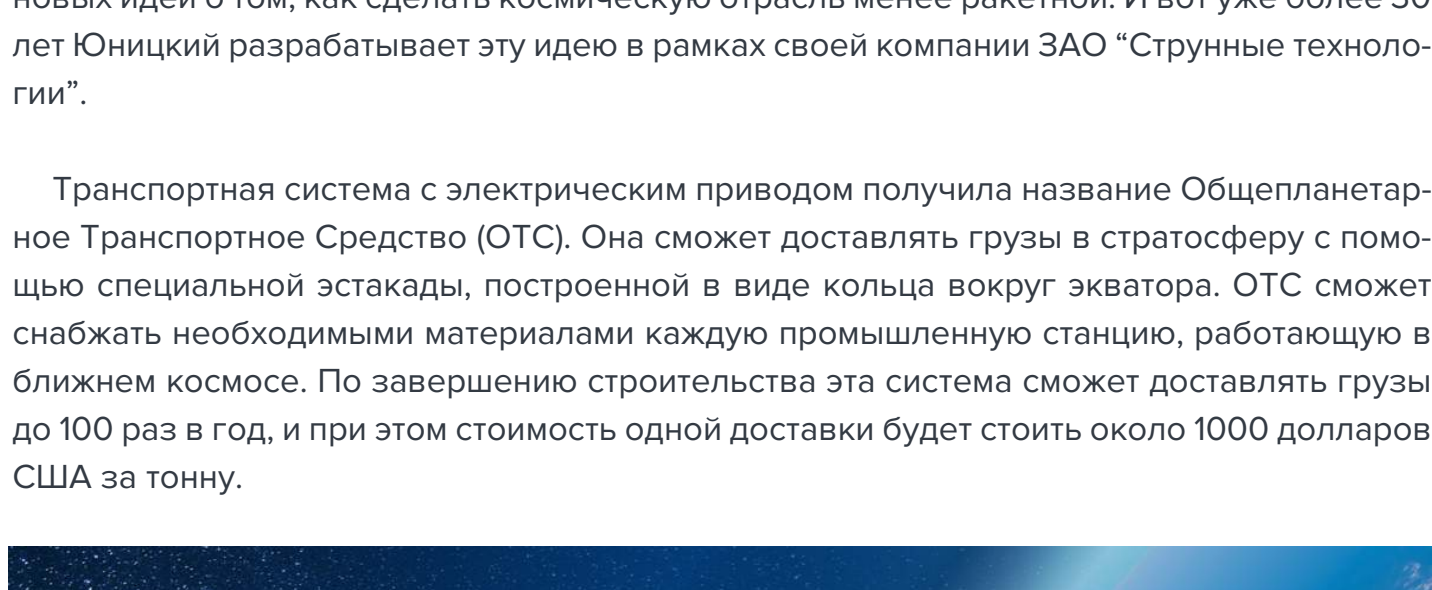 новых идей о том, как сделать космическую отрасль менее ракетной. И вот уже более 30
лет Юницкий разрабатывает эту идею в рамках своей компании ЗАО “Струнные техноло-
гии”.
Транспортная система с электрическим приводом получила название Общепланетар-
ное Транспортное Средство (ОТС). Она сможет доставлять грузы в стратосферу с помо-
щью специальной эстакады, построенной в виде кольца вокруг экватора. ОТС сможет
снабжать необходимыми материалами каждую промышленную станцию, работающую в
ближнем космосе. По завершению строительства эта система сможет доставлять грузы
до 100 раз в год, и при этом стоимость одной доставки будет стоить около 1000 долларов
США за тонну.